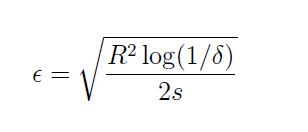 ϵ = √(R² log(1/δ) / 2s)